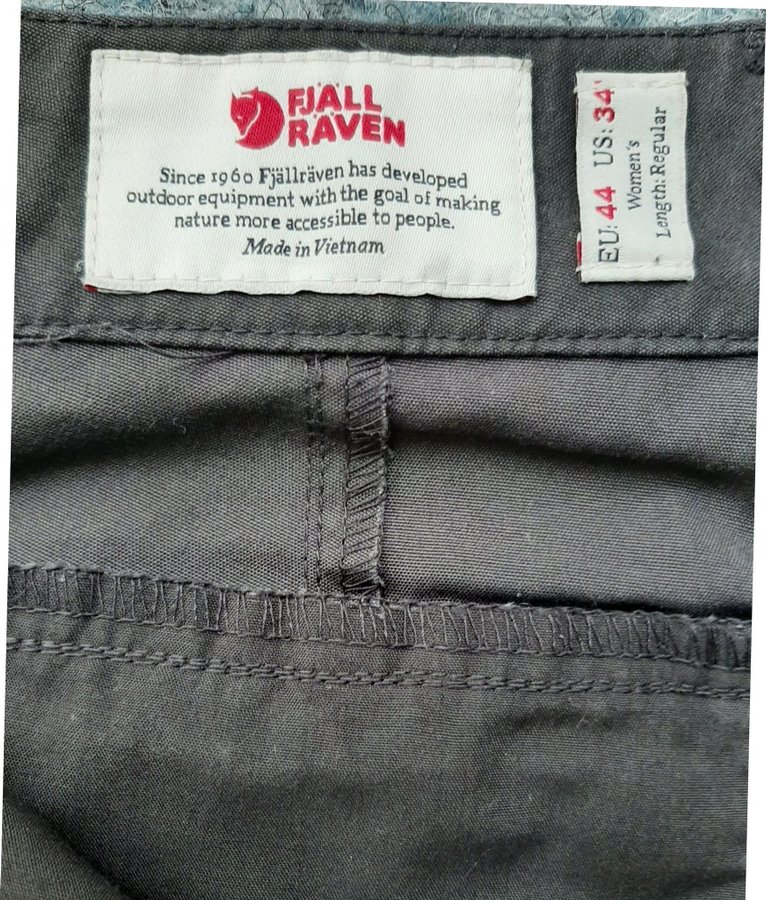 FJÄLL
RÄVEN
Since 1960 Fjällräven has developed
outdoor equipment with the goal of making
nature more accessible to people.
Made in Vietnam
EU: 44 US: 34"
Women's
Length: Regular